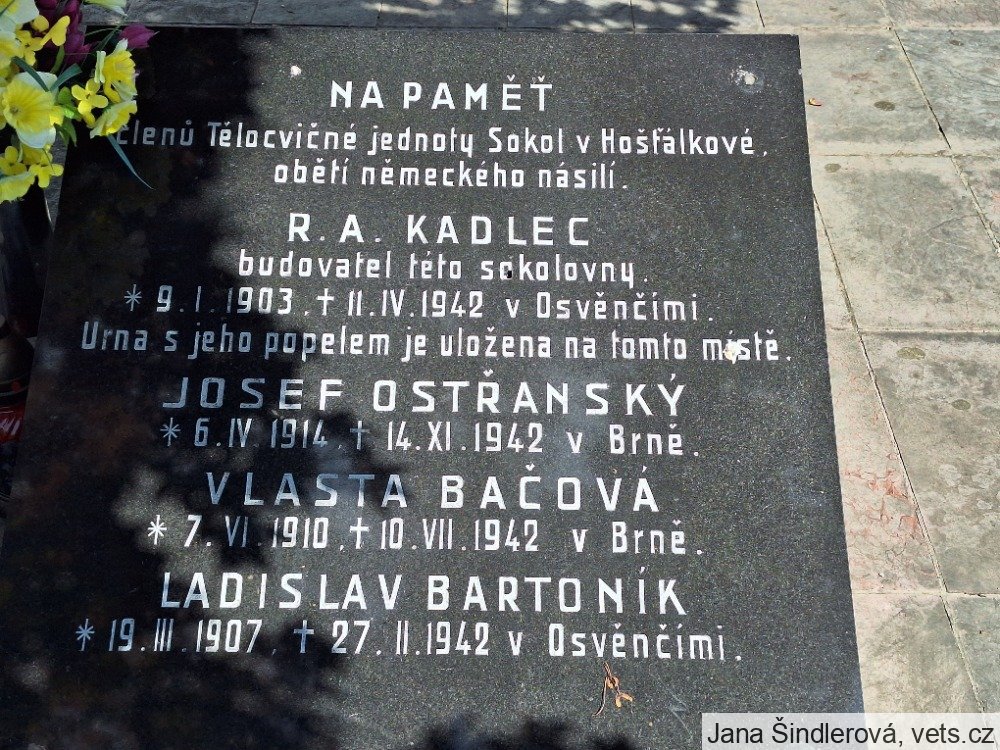 NA PAMĚŤ
členů Tělocvičné jednoty Sokol v Hošťálkové,
obětí německého násilí.
R. A. KADLEC
budovatel této sokolovny.
* 9. I. 1903. † 11. IV. 1942 v Osvěnčími.
Urna s jeho popelem je uložena na tomto místě.
JOSEF OSTŘANSKÝ
* 6. IV. 1914. † 14. XI. 1942 v Brně.
VLASTA BAČOVÁ
* 7. VI. 1910. † 10. VII. 1942 v Brně.
LADISLAV BARTONÍK
* 19. III. 1907. † 27. II. 1942 v Osvěnčími.
Jana Šindlerová, vets.cz